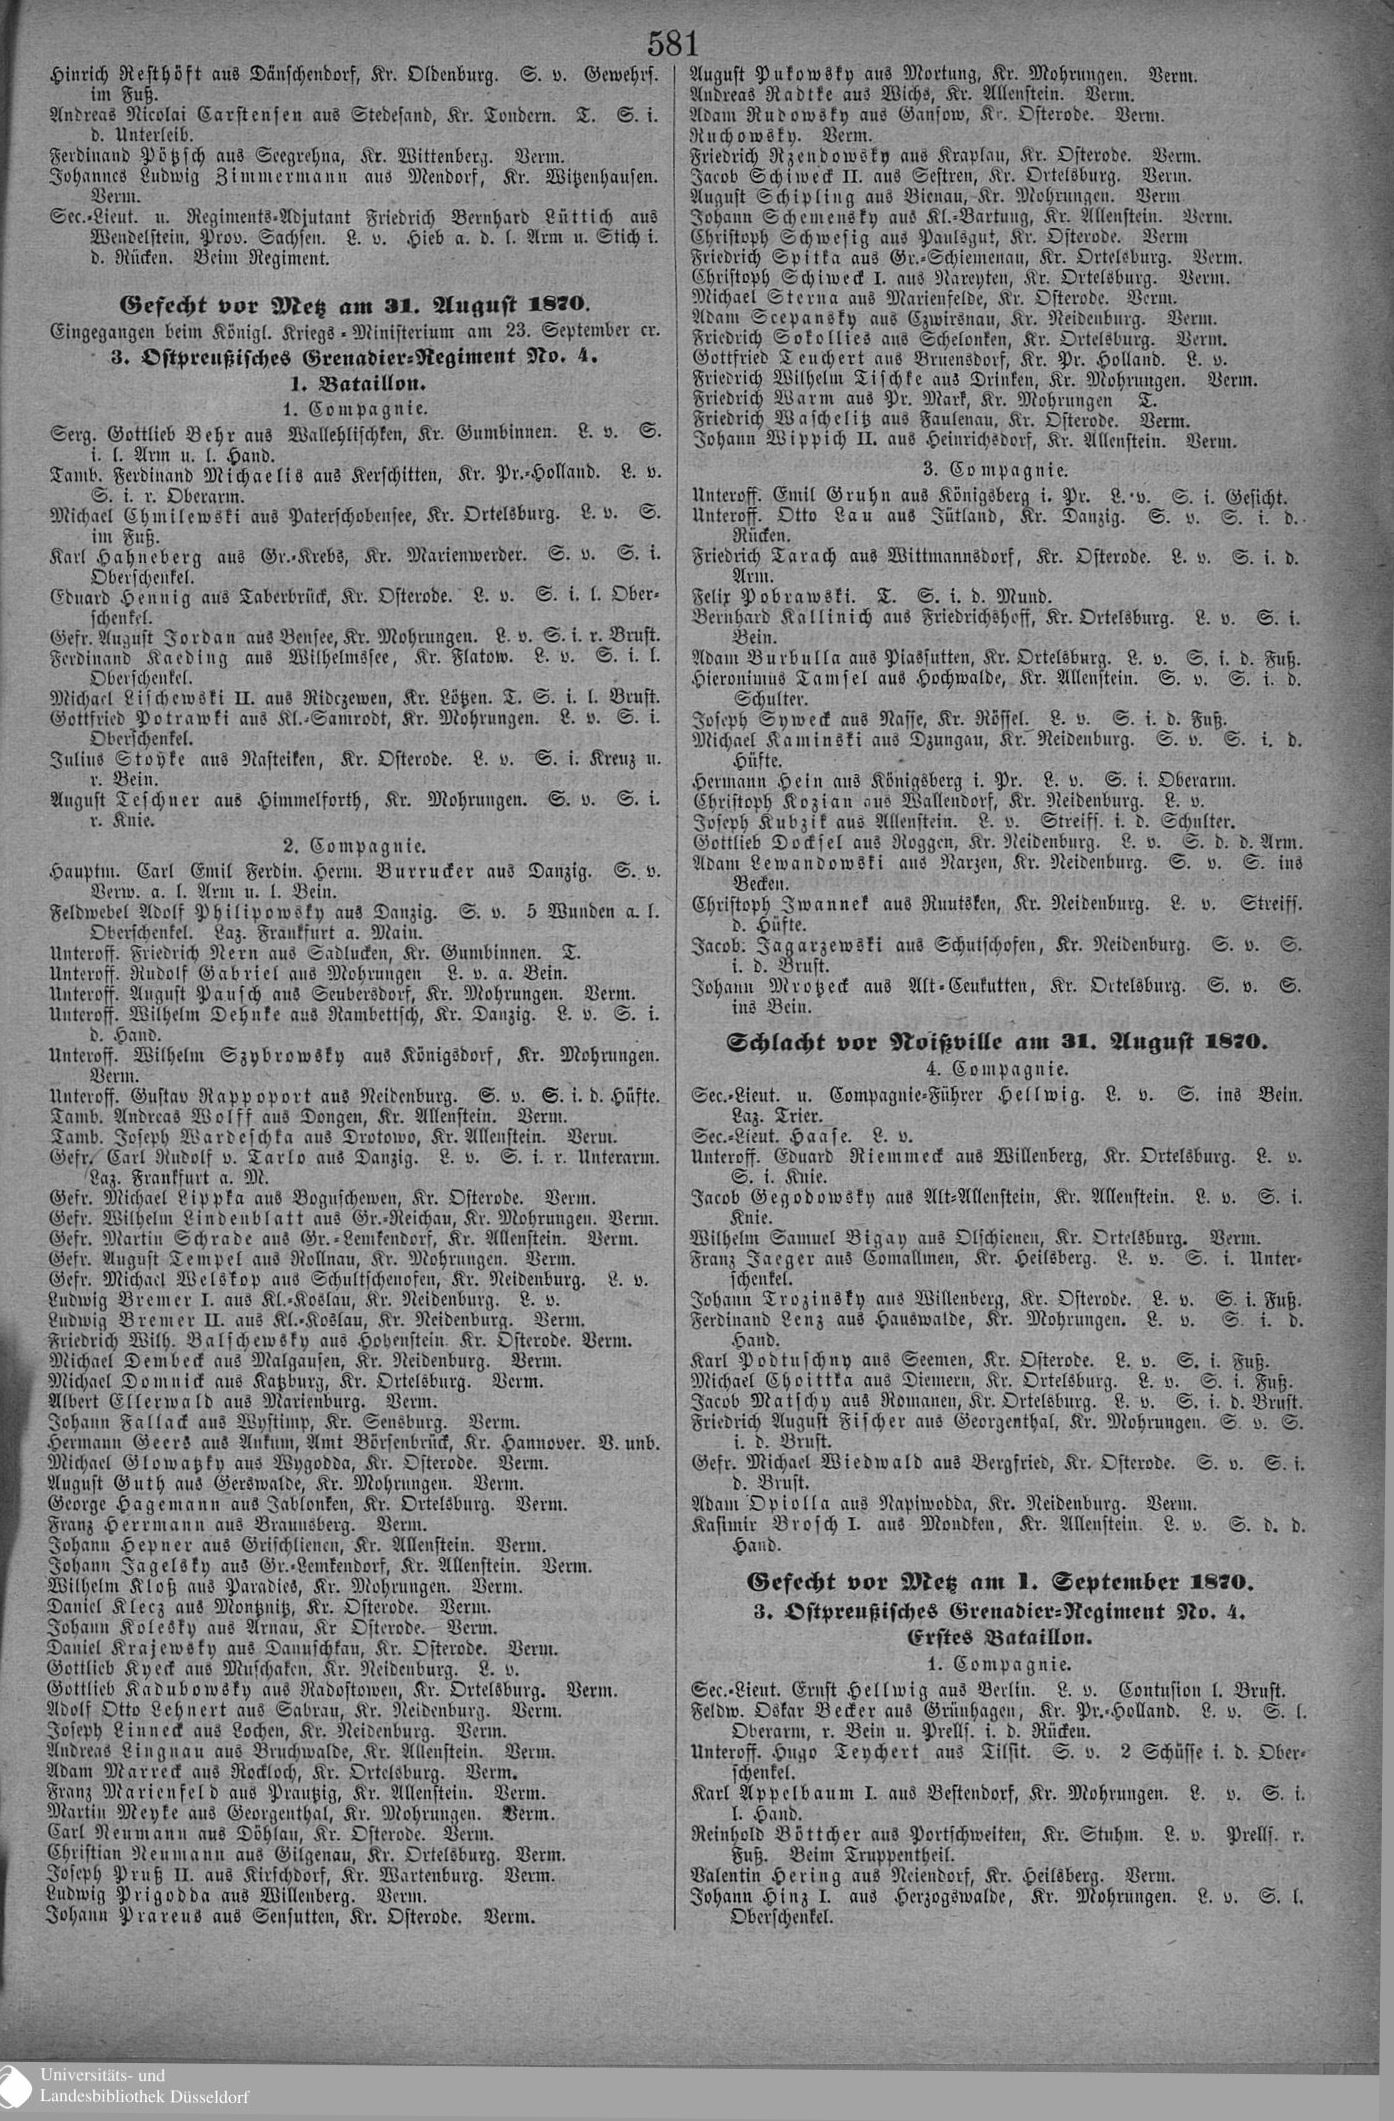 581
Hinrich Resthöft aus Dänschendorf, Kr. Oldenburg. S. v. Gewehrs.
im Fuß.
Andreas Nicolai Carstensen aus Stedesand, Kr. Tondern. T. S. i.
d. Unterleib.
Ferdinand Pötzsch aus Seegrehna, Kr. Wittenberg. Verm.
Johannes Ludwig Zimmermann aus Mendorf, Kr. Witzenhausen.
Verm.
Sec.-Lieut. u. Regiments-Adjutant Friedrich Bernhard Lüttich aus
Wendelstein, Prov. Sachsen. L. v. Hieb a. d. l. Arm u. Stich i.
d. Rücken. Beim Regiment.
Gefecht vor Metz am 31. August 1870.
Eingegangen beim Königl. Kriegs-Ministerium am 23. September cr.
3. Ostpreußisches Grenadier-Regiment No. 4.
1. Bataillon.
1. Compagnie.
Serg. Gottlieb Behr aus Wallehlischken, Kr. Gumbinnen. L. v. S.
i. l. Arm u. l. Hand.
Tamb. Ferdinand Michaelis aus Kerschitten, Kr. Pr.-Holland. L. v.
S. i. r. Oberarm.
Michael Chmilewski aus Paterschobensee, Kr. Ortelsburg. L. v. S.
im Fuß.
Karl Hahneberg aus Gr.-Krebs, Kr. Marienwerder. S. v. S. i.
Oberschenkel.
Eduard Hennig aus Taberbrück, Kr. Osterode. L. v. S. i. l. Ober-
schenkel.
Gefr. August Jordan aus Bensee, Kr. Mohrungen. L. v. S. i. r. Brust.
Ferdinand Kaeding aus Wilhelmssee, Kr. Flatow. L. v. S. i. l.
Oberschenkel.
Michael Lischewski II. aus Ridczewen, Kr. Lötzen. T. S. i. l. Brust.
Gottfried Potrawki aus Kl.-Samrodt, Kr. Mohrungen. L. v. S. i.
Oberschenkel.
Julius Stoyke aus Nasteiken, Kr. Osterode. L. v. S. i. Kreuz u.
r. Bein.
August Teschner aus Himmelforth, Kr. Mohrungen. S. v. S. i.
r. Knie.
2. Compagnie.
Hauptm. Carl Emil Ferdin. Herm. Burrucker aus Danzig. S. v.
Verw. a. l. Arm u. l. Bein.
Feldwebel Adolf Philipowsky aus Danzig. S. v. 5 Wunden a. l.
Oberschenkel. Laz. Frankfurt a. Main.
Unteroff. Friedrich Nern aus Sadlucken, Kr. Gumbinnen. T.
Unteroff. Rudolf Gabriel aus Mohrungen L. v. a. Bein.
Unteroff. August Pausch aus Seubersdorf, Kr. Mohrungen. Verm.
Unteroff. Wilhelm Dehnke aus Rambettsch, Kr. Danzig. L. v. S. i.
d. Hand.
Unteroff. Wilhelm Szybrowsky aus Königsdorf, Kr. Mohrungen.
Verm.
Unteroff. Gustav Rappoport aus Neidenburg. S. v. S. i. d. Hüfte.
Tamb. Andreas Wolff aus Dongen, Kr. Allenstein. Verm.
Tamb. Joseph Wardeschka aus Drotowo, Kr. Allenstein. Verm.
Gefr. Carl Rudolf v. Tarlo aus Danzig. L. v. S. i. r. Unterarm.
Laz. Frankfurt a. M.
Gefr. Michael Lippka aus Boguschewen, Kr. Osterode. Verm.
Gefr. Wilhelm Lindenblatt aus Gr.-Reichau, Kr. Mohrungen. Verm.
Gefr. Martin Schrade aus Gr.-Lemkendorf, Kr. Allenstein. Verm.
Gefr. August Tempel aus Rollnau, Kr. Mohrungen. Verm.
Gefr. Michael Welskop aus Schultschenofen, Kr. Neidenburg. L. v.
Ludwig Bremer I. aus Kl.-Koslau, Kr. Neidenburg. L. v.
Ludwig Bremer II. aus Kl.-Koslau, Kr. Neidenburg. Verm.
Friedrich Wilh. Balschewsky aus Hohenstein. Kr. Osterode. Verm.
Michael Dembeck aus Malgausen, Kr. Neidenburg. Verm.
Michael Domnick aus Katzburg, Kr. Ortelsburg. Verm.
Albert Ellerwald aus Marienburg. Verm.
Johann Fallack aus Wystimp, Kr. Sensburg. Verm.
Hermann Geers aus Ankum, Amt Börsenbrück, Kr. Hannover. V. unb.
Michael Glowatzky aus Wygodda, Kr. Osterode. Verm.
August Guth aus Gerswalde, Kr. Mohrungen. Verm.
George Hagemann aus Jablonken, Kr. Ortelsburg. Verm.
Franz Herrmann aus Braunsberg. Verm.
Johann Hepner aus Grischlienen, Kr. Allenstein. Verm.
Johann Jagelsky aus Gr.-Lemkendorf, Kr. Allenstein. Verm.
Wilhelm Kloß aus Paradies, Kr. Mohrungen. Verm.
Daniel Klecz aus Montznitz, Kr. Osterode. Verm.
Johann Kolesky aus Arnau, Kr Osterode. Verm.
Daniel Krajewsky aus Dannschkau, Kr. Osterode. Verm.
Gottlieb Kyeck aus Muschaken, Kr. Neidenburg. L. v.
Gottlieb Kadubowsky aus Radostowen, Kr. Ortelsburg. Verm.
Adolf Otto Lehnert aus Sabrau, Kr. Neidenburg. Verm.
Joseph Linneck aus Lochen, Kr. Neidenburg. Verm.
Andreas Lingnau aus Bruchwalde, Kr. Allenstein. Verm.
Adam Marreck aus Rockloch, Kr. Ortelsburg. Verm.
Franz Marienfeld aus Prautzig, Kr. Allenstein. Verm.
Martin Meyke aus Georgenthal, Kr. Mohrungen. Verm.
Carl Neumann aus Döhlau, Kr. Osterode. Verm.
Christian Neumann aus Gilgenau, Kr. Ortelsburg. Verm.
Joseph Pruß II. aus Kirschdorf, Kr. Wartenburg. Verm.
Ludwig Prigodda aus Willenberg. Verm.
Johann Prareus aus Sensutten, Kr. Osterode. Verm.
August Pukowsky aus Mortung, Kr. Mohrungen. Verm.
Andreas Radtke aus Wichs, Kr. Allenstein. Verm.
Adam Rudowsky aus Gansow, Kr. Osterode. Verm.
Ruchowsky. Verm.
Friedrich Rzendowsky aus Kraplau, Kr. Osterode. Verm.
Jacob Schiweck II. aus Sestren, Kr. Ortelsburg. Verm.
August Schipling aus Bienau, Kr. Mohrungen. Verm
Johann Schemensky aus Kl.-Bartung, Kr. Allenstein. Verm.
Christoph Schwesig aus Paulsgut, Kr. Osterode. Verm
Friedrich Spitka aus Gr.-Schiemenau, Kr. Ortelsburg. Verm.
Christoph Schiweck I. aus Nareyten, Kr. Ortelsburg. Verm.
Michael Sterna aus Marienfelde, Kr. Osterode. Verm.
Adam Scepansky aus Czwirsnau, Kr. Neidenburg. Verm.
Friedrich Sokollies aus Schelonken, Kr. Ortelsburg. Verm.
Gottfried Teuchert aus Bruensdorf, Kr. Pr. Holland. L. v.
Friedrich Wilhelm Tischke aus Drinken, Kr. Mohrungen. Verm.
Friedrich Warm aus Pr. Mark, Kr. Mohrungen T.
Friedrich Waschelitz aus Faulenau, Kr. Osterode. Verm.
Johann Wippich II. aus Heinrichsdorf, Kr. Allenstein. Verm.
3. Compagnie.
Unteroff. Emil Gruhn aus Königsberg i. Pr. L. v. S. i. Gesicht.
Unteroff. Otto Lau aus Jütland, Kr. Danzig. S. v. S. i. d.
Rücken.
Friedrich Tarach aus Wittmannsdorf, Kr. Osterode. L. v. S. i. d.
Arm.
Felix Pobrawski. T. S. i. d. Mund.
Bernhard Kallinich aus Friedrichshoff, Kr. Ortelsburg. L. v. S. i.
Bein.
Adam Burbulla aus Piassutten, Kr. Ortelsburg. L. v. S. i. d. Fuß.
Hieronimus Tamsel aus Hochwalde, Kr. Allenstein. S. v. S. i. d.
Schulter.
Joseph Syweck aus Nasse, Kr. Rössel. L. v. S. i. d. Fuß.
Michael Kaminski aus Dzungau, Kr. Neidenburg. S. v. S. i. d.
Hüfte.
Hermann Hein aus Königsberg i. Pr. L. v. S. i. Oberarm.
Christoph Kozian aus Wallendorf, Kr. Neidenburg. L. v.
Joseph Kubzik aus Allenstein. L. v. Streiff. i. d. Schulter.
Gottlieb Docksel aus Roggen, Kr. Neidenburg. L. v. S. d. d. Arm.
Adam Lewandowski aus Narzen, Kr. Neidenburg. S. v. S. ins
Becken.
Christoph Iwannek aus Ruutsken, Kr. Neidenburg. L. v. Streiff.
d. Hüfte.
Jacob. Jagarzewski aus Schutschofen, Kr. Neidenburg. S. v. S.
i. d. Brust.
Johann Mrotzeck aus Alt-Ceukutten, Kr. Ortelsburg. S. v. S.
ins Bein.
Schlacht vor Noißville am 31. August 1870.
4. Compagnie.
Sec.-Lieut. u. Compagnie-Führer Hellwig. L. v. S. ins Bein.
Laz. Trier.
Sec.-Lieut. Haase. L. v.
Unteroff. Eduard Riemmeck aus Willenberg, Kr. Ortelsburg. L. v.
S. i. Knie.
Jacob Gegodowsky aus Alt-Allenstein, Kr. Allenstein. L. v. S. i.
Knie.
Wilhelm Samuel Bigay aus Olschienen, Kr. Ortelsburg. Verm.
Franz Jaeger aus Comallmen, Kr. Heilsberg. L. v. S. i. Unter-
schenkel.
Johann Trozinsky aus Willenberg, Kr. Osterode. L. v. S. i. Fuß.
Ferdinand Lenz aus Hauswalde, Kr. Mohrungen. L. v. S. i. d.
Hand.
Karl Podtuschny aus Seemen, Kr. Osterode. L. v. S. i. Fuß.
Michael Choittka aus Diemern, Kr. Ortelsburg. L. v. S. i. Fuß.
Jacob Matschy aus Romanen, Kr. Ortelsburg. L. v. S. i. d. Brust.
Friedrich August Fischer aus Georgenthal, Kr. Mohrungen. S. v. S.
i. d. Brust.
Gefr. Michael Wiedwald aus Bergfried, Kr. Osterode. S. v. S. i.
d. Brust.
Adam Opiolla aus Napiwodda, Kr. Neidenburg. Verm.
Kasimir Brosch I. aus Mondken, Kr. Allenstein. L. v. S. d. d.
Hand.
Gefecht vor Metz am 1. September 1870.
3. Ostpreußisches Grenadier-Regiment No. 4.
Erstes Bataillon.
1. Compagnie.
Sec.-Lieut. Ernst Hellwig aus Berlin. L. v. Contusion l. Brust.
Feldw. Oskar Becker aus Grünhagen, Kr. Pr.-Holland. L. v. S. l.
Oberarm, r. Bein u. Prells. i. d. Rücken.
Unteroff. Hugo Teychert aus Tilsit. S. v. 2 Schüsse i. d. Ober-
schenkel.
Karl Appelbaum I. aus Bestendorf, Kr. Mohrungen. L. v. S. i.
l. Hand.
Reinhold Böttcher aus Portschweiten, Kr. Stuhm. L. v. Prells. r.
Fuß. Beim Truppentheil.
Valentin Hering aus Neiendorf, Kr. Heilsberg. Verm.
Johann Hinz I. aus Herzogswalde, Kr. Mohrungen. L. v. S. l.
Oberschenkel.
Universitäts- und
Landesbibliothek Düsseldorf